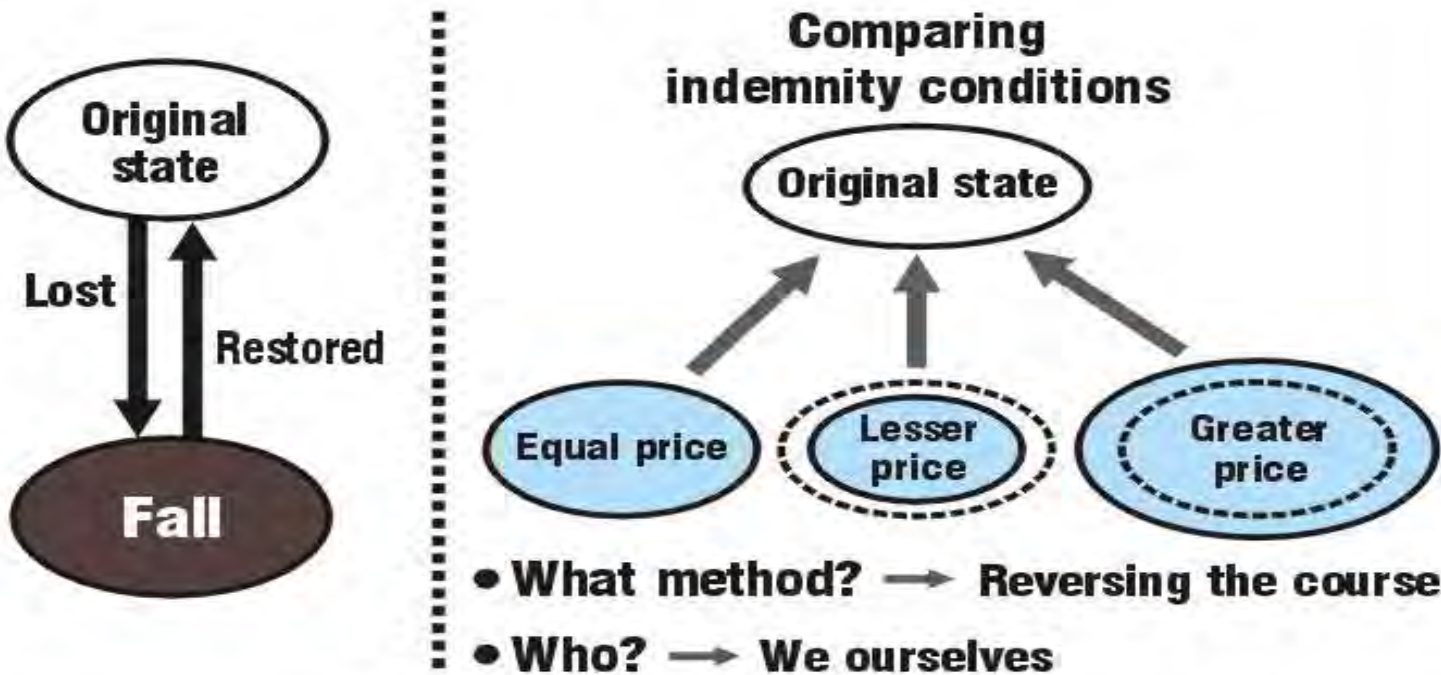 Original
state
Lost
Restored
Fall
Comparing
indemnity conditions
Original state
Equal price
Lesser
price
Greater
price
• What method? → Reversing the course
• Who? → We ourselves